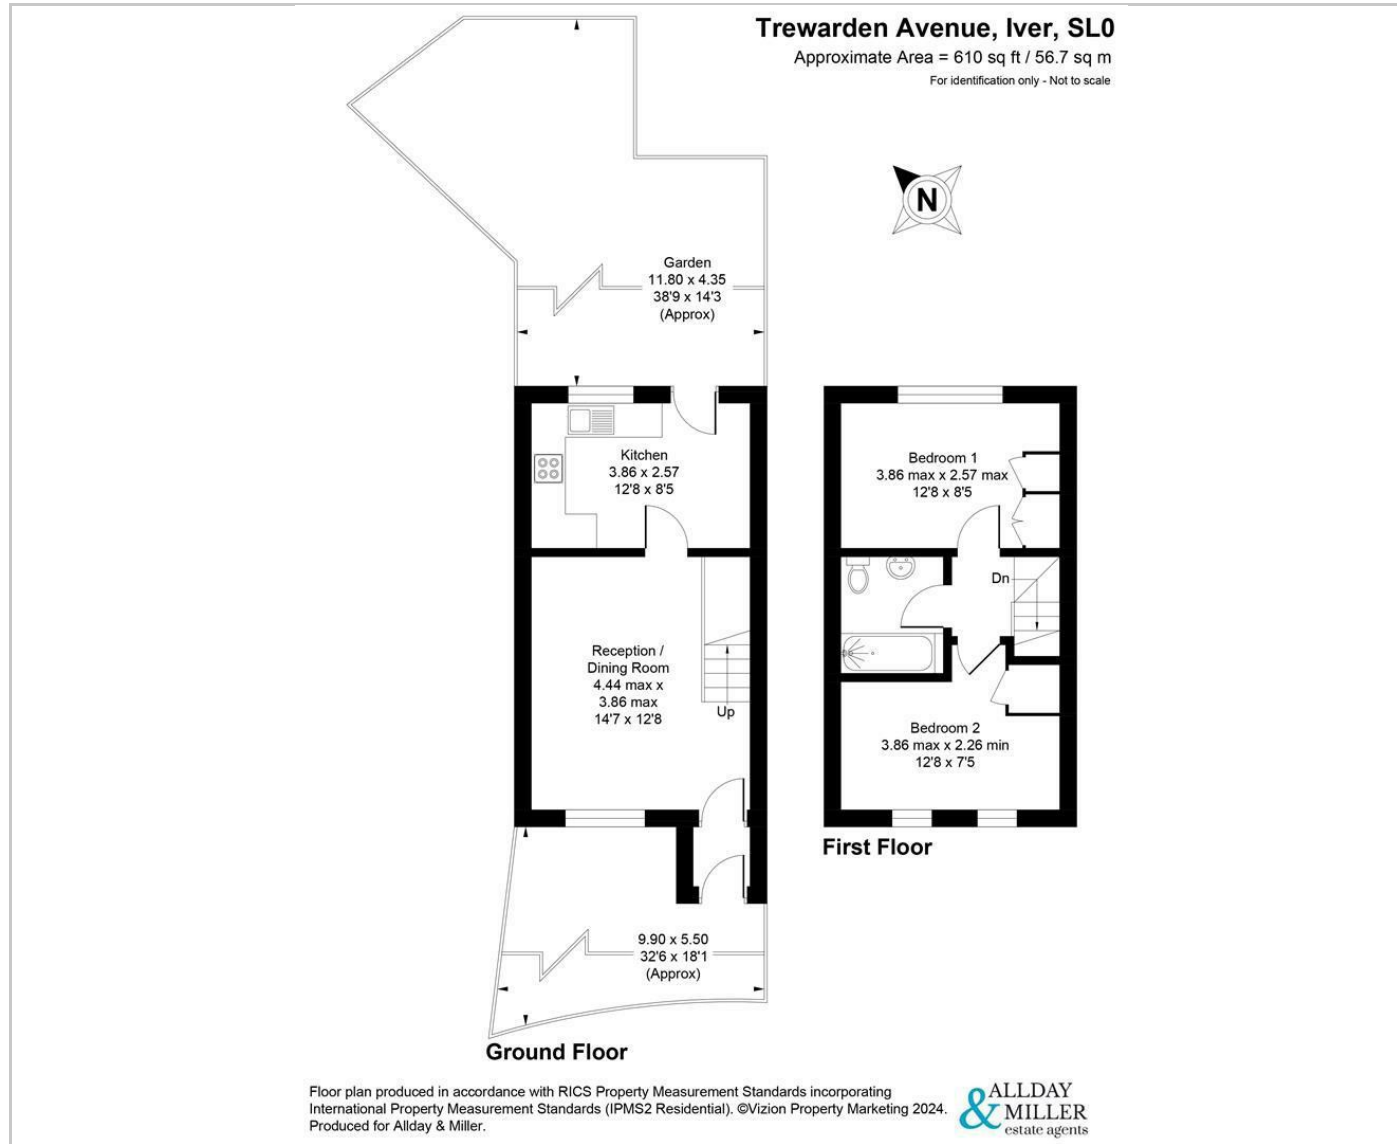 Trewarden Avenue, Iver, SL0
Approximate Area = 610 sq ft / 56.7 sq m
For identification only - Not to scale
N
Garden
11.80 x 4.35
38'9 x 14'3
(Approx)
Kitchen
3.86 x 2.57
12'8 x 8'5
Reception /
Dining Room
4.44 max x
3.86 max
14'7 x 12'8
Up
9.90 x 5.50
32'6 x 18'1
(Approx)
Ground Floor
Bedroom 1
3.86 max x 2.57 max
12'8 x 8'5
Dn
Bedroom 2
3.86 max x 2.26 min
12'8 x 7'5
First Floor
Floor plan produced in accordance with RICS Property Measurement Standards incorporating
International Property Measurement Standards (IPMS2 Residential). ©Vizion Property Marketing 2024.
Produced for Allday & Miller.
ALLDAY
& MILLER
estate agents